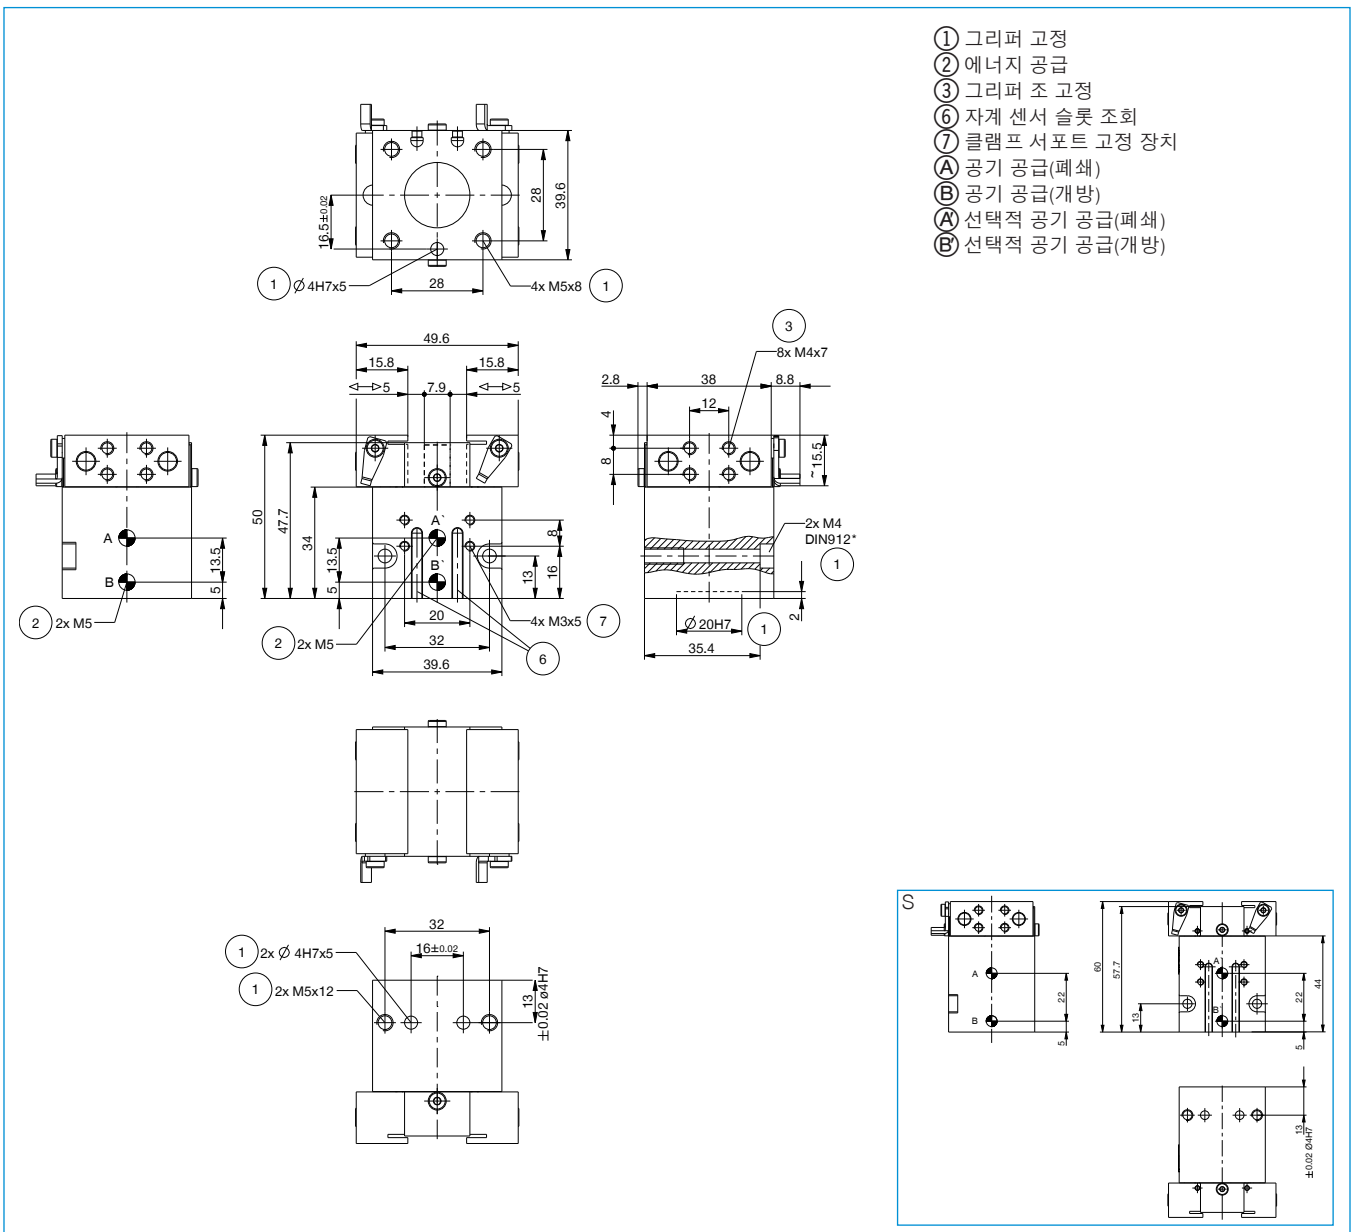 ① 그리퍼 고정
② 에너지 공급
③ 그리퍼 조 고정
⑥ 자계 센서 슬롯 조회
⑦ 클램프 서포트 고정 장치
Ⓐ 공기 공급(폐쇄)
Ⓑ 공기 공급(개방)
Ⓐ' 선택적 공기 공급(폐쇄)
Ⓑ' 선택적 공기 공급(개방)
16.5±0.02
28
39.6
1 Ø 4H7x5
28
4x M5x8 1
3
8x M4x7
49.6
15.8
15.8
5
7.9
5
2.8
38
8.8
12
4
8
~15.5
A
B
13.5
5
2 2x M5
50
47.7
34
13.5
5
A`
B`
8
16
13
20
32
39.6
2 2x M5
4x M3x5 7
6
2x M4
DIN912*
1
Ø 20H7 1
2
35.4
32
16±0.02
1 2x Ø 4H7x5
1 2x M5x12
13
±0.02 Ø4H7
S
A
B
22
5
60
57.7
13
A
B
22
44
5
13
±0.02 Ø4H7